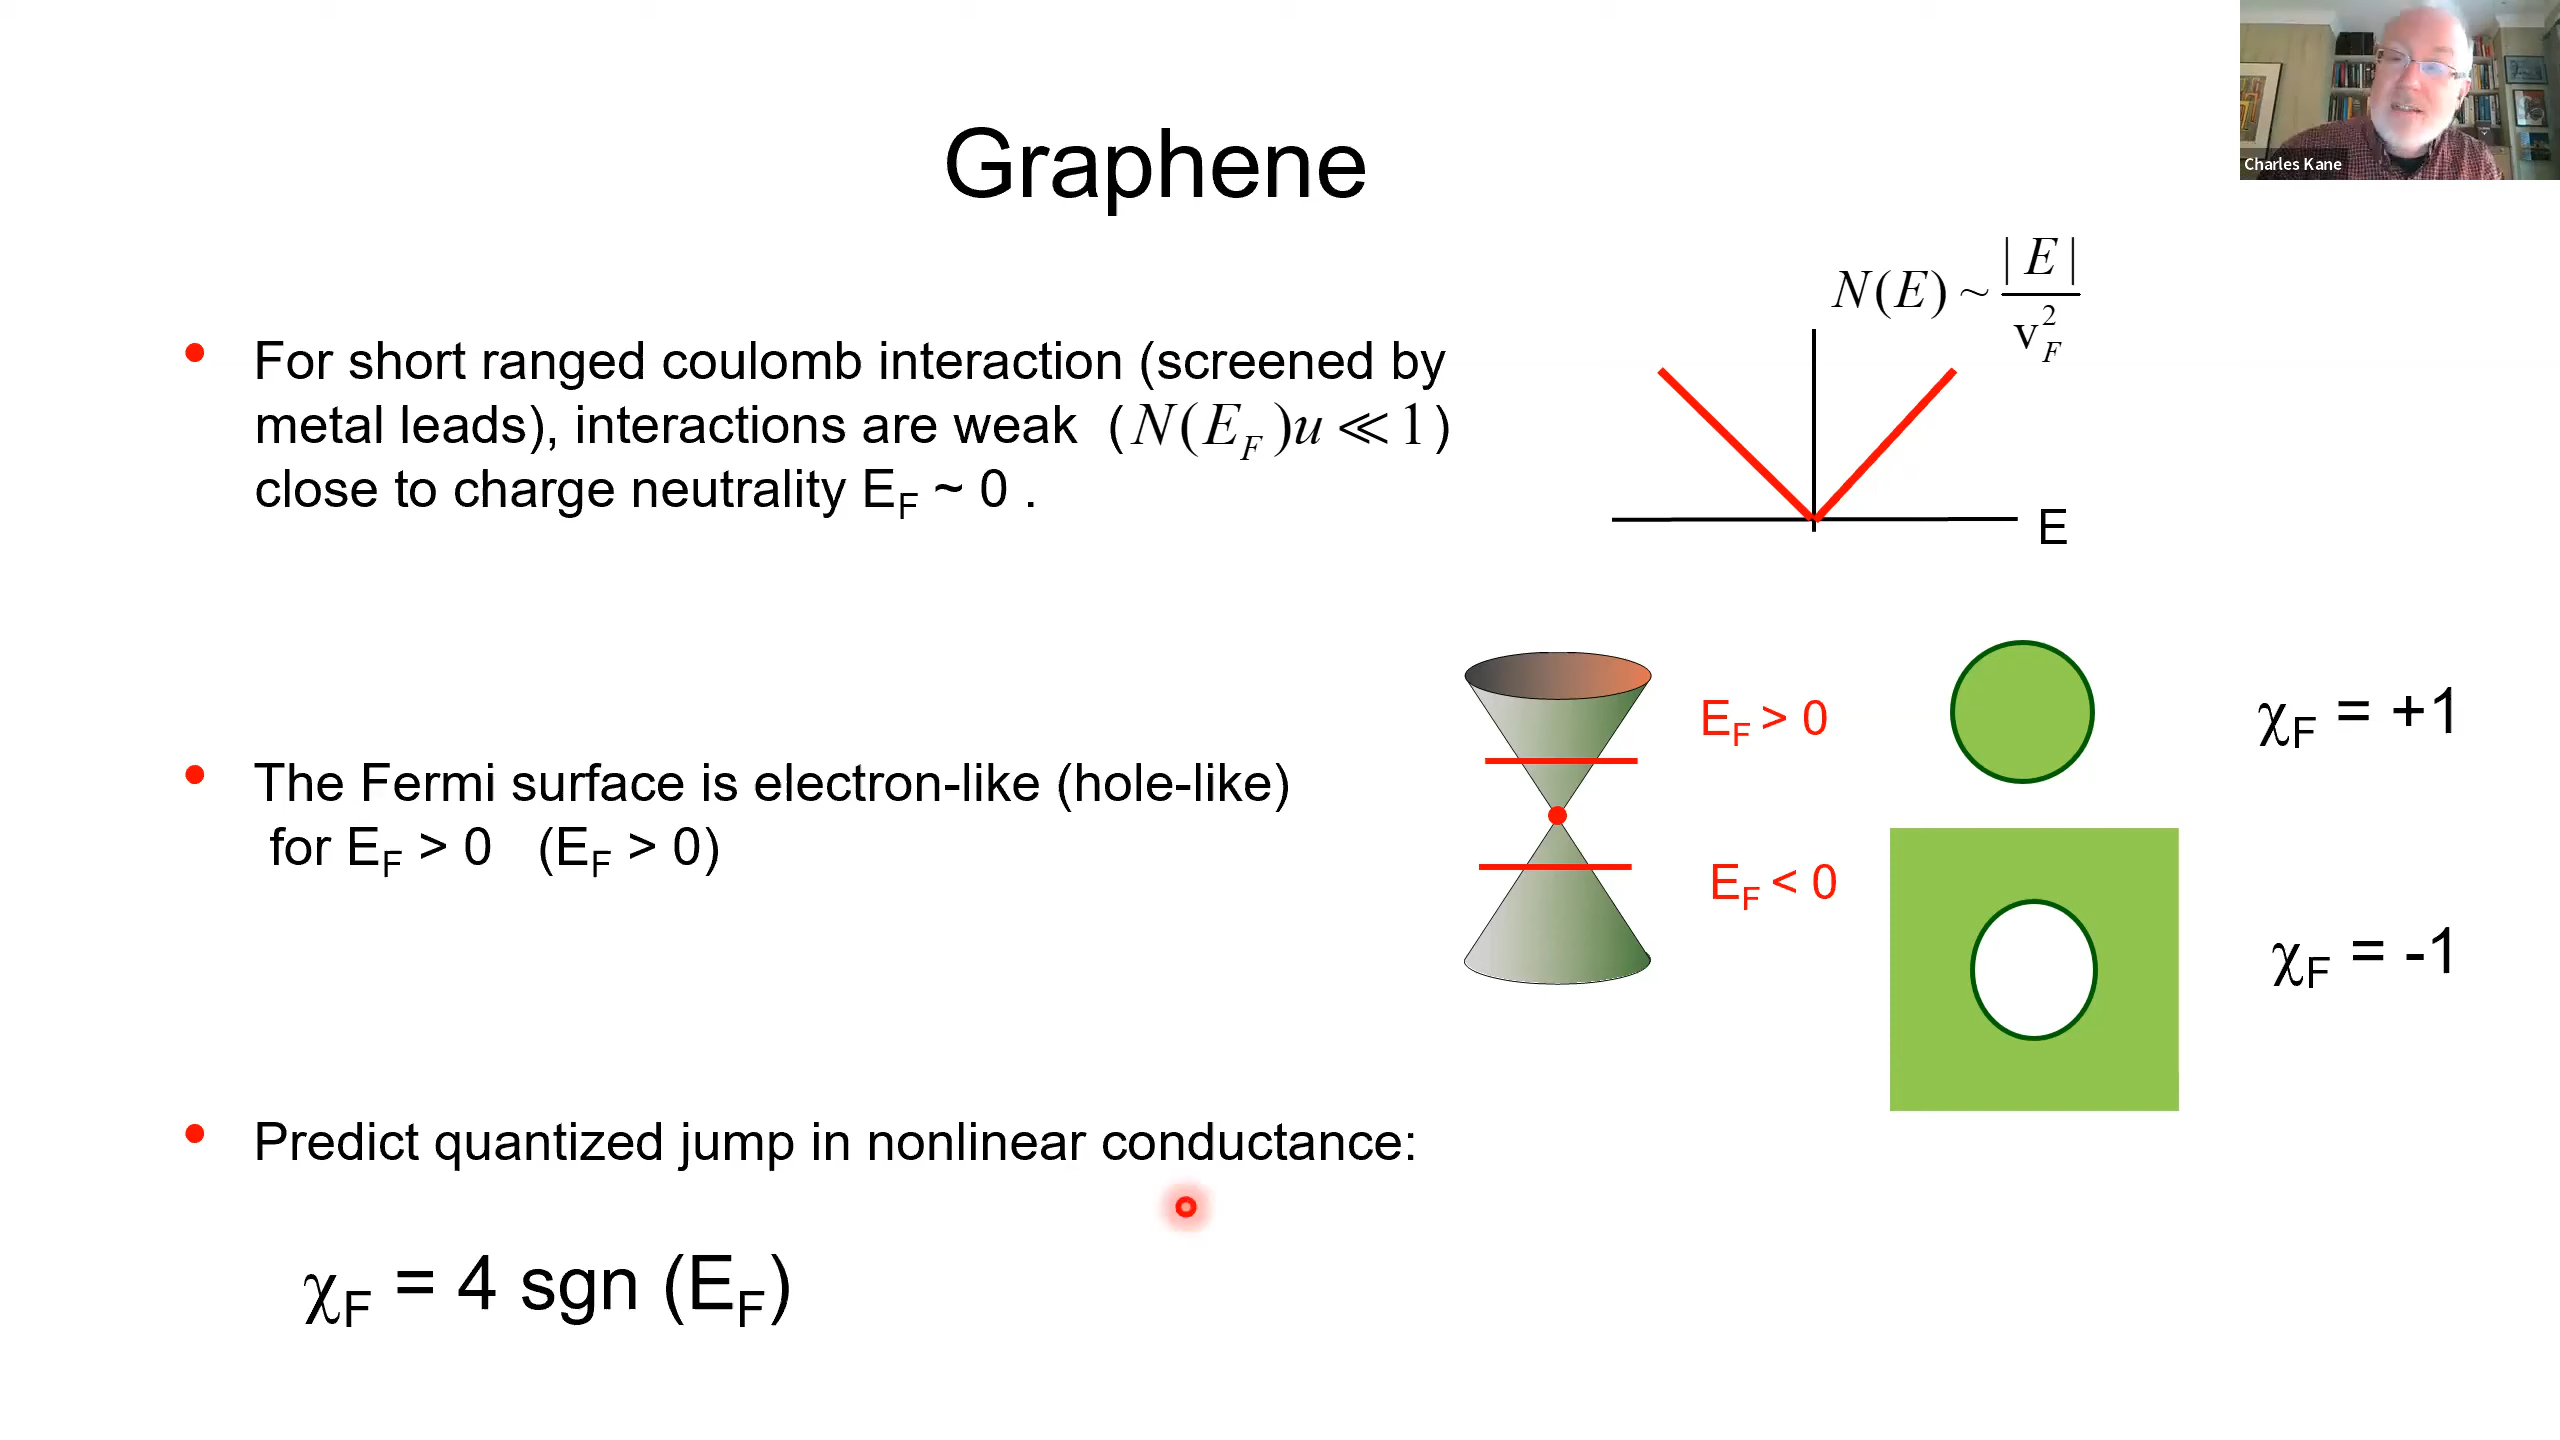 Charles Kane
Graphene
N(E) ~ |E| / v_F^2
• For short ranged coulomb interaction (screened by
metal leads), interactions are weak (N(E_F)u ≪ 1)
close to charge neutrality E_F ~ 0 .
E
E_F > 0
χ_F = +1
• The Fermi surface is electron-like (hole-like)
for E_F > 0 (E_F > 0)
E_F < 0
χ_F = -1
• Predict quantized jump in nonlinear conductance:
χ_F = 4 sgn (E_F)